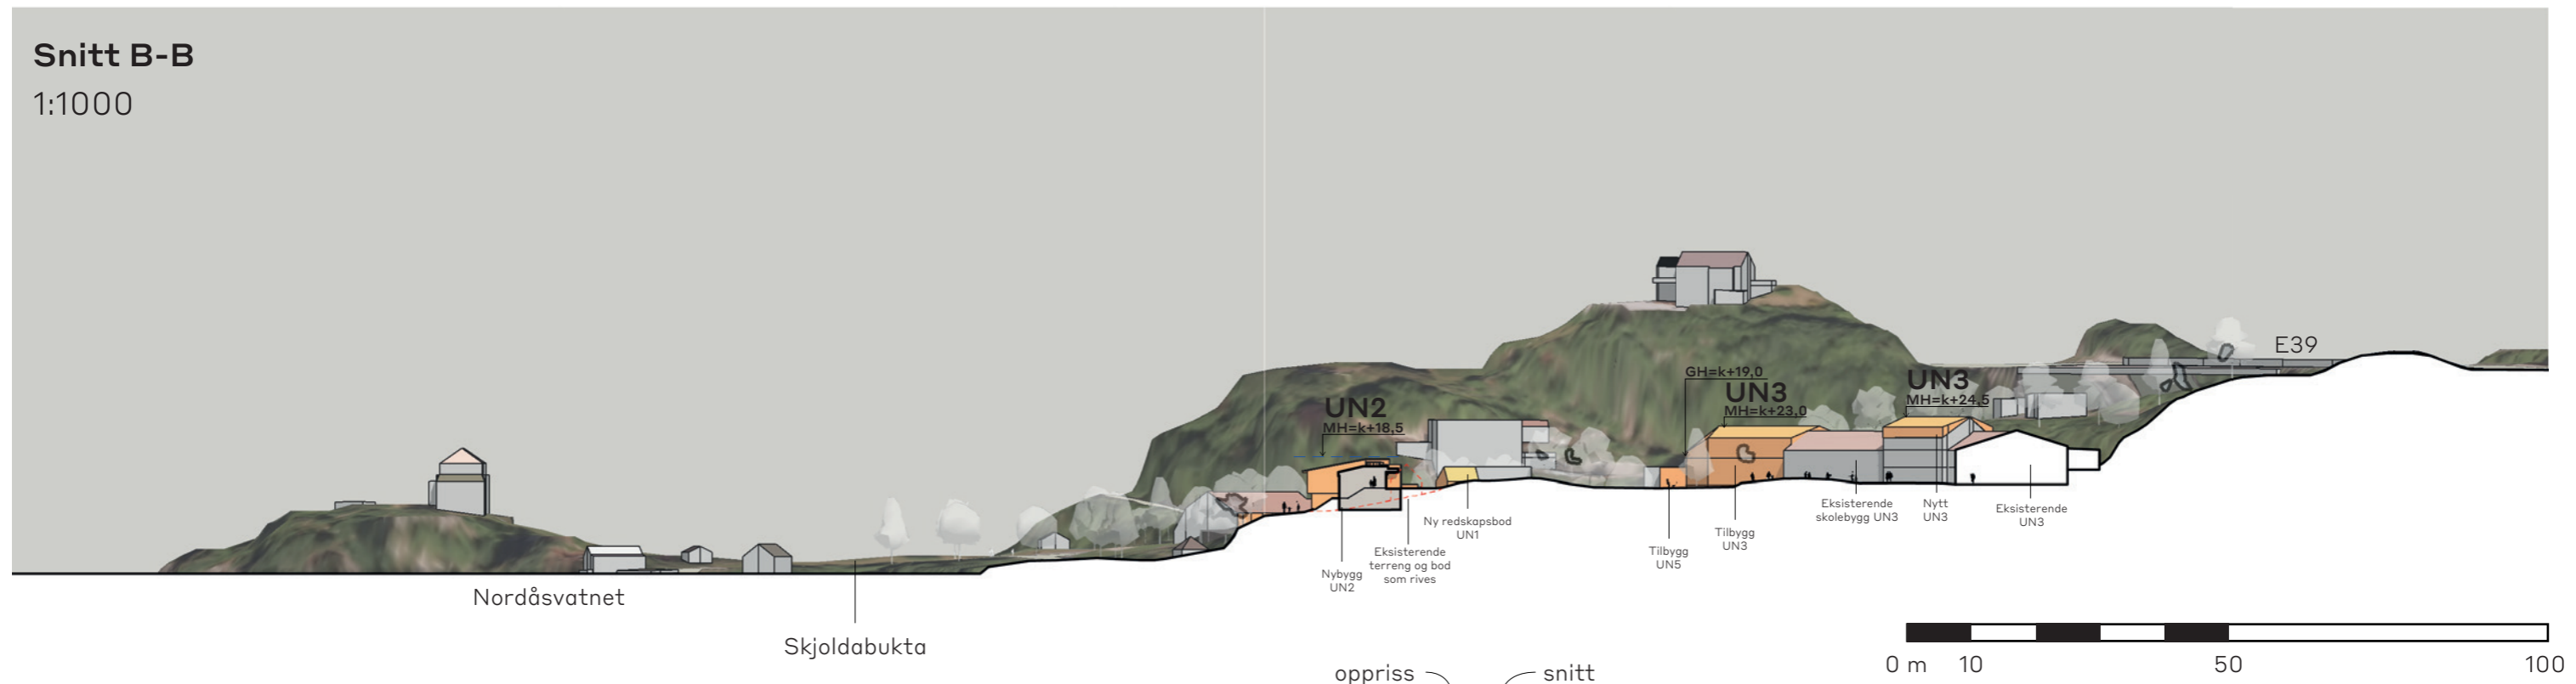 Snitt B-B
1:1000
E39
GH=k+19,0
UN3
MH=k+23,0
UN3
MH=k+24,5
UN2
MH=k+18,5
Nybygg
UN2
Eksisterende
terreng og bod
som rives
Ny redskapsbod
UN1
Tilbygg
UN5
Tilbygg
UN3
Eksisterende
skolebygg UN3
Nytt
UN3
Eksisterende
UN3
Nordåsvatnet
Skjoldabukta
0 m 10 50 100
oppriss snitt